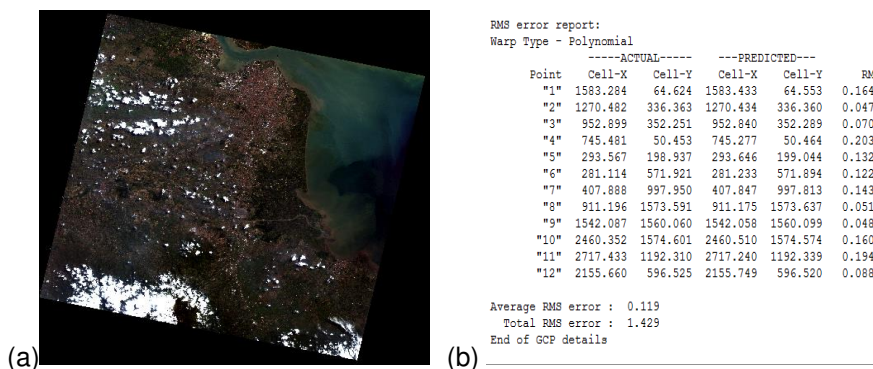 RMS error report:
Warp Type - Polynomial
-----ACTUAL----- ---PREDICTED---
Point Cell-X Cell-Y Cell-X Cell-Y RM
"1" 1583.284 64.624 1583.433 64.553 0.164
"2" 1270.482 336.363 1270.434 336.360 0.047
"3" 952.899 352.251 952.840 352.289 0.070
"4" 745.481 50.453 745.277 50.464 0.203
"5" 293.567 198.937 293.646 199.044 0.132
"6" 281.114 571.921 281.233 571.894 0.122
"7" 407.888 997.950 407.847 997.813 0.143
"8" 911.196 1573.591 911.175 1573.637 0.051
"9" 1542.087 1560.060 1542.058 1560.099 0.048
"10" 2460.352 1574.601 2460.510 1574.574 0.160
"11" 2717.433 1192.310 2717.240 1192.339 0.194
"12" 2155.660 596.525 2155.749 596.520 0.088
Average RMS error : 0.119
Total RMS error : 1.429
End of GCP details
(a) (b)